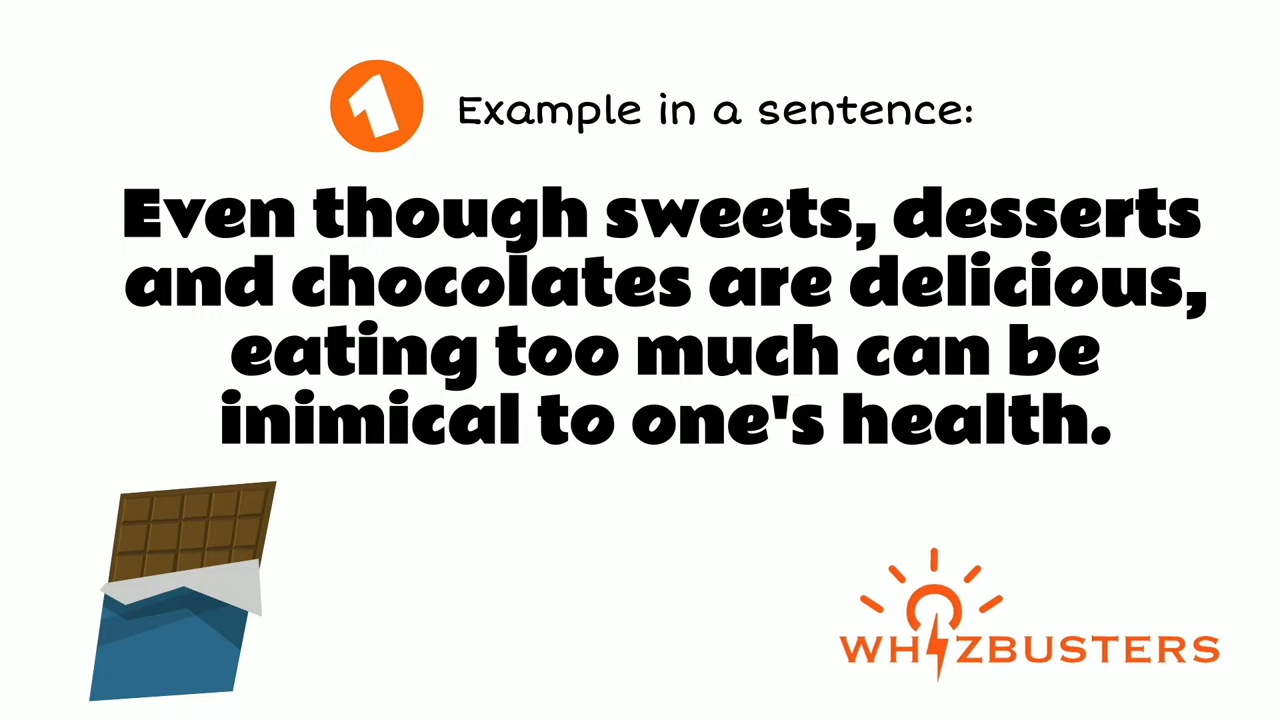 1
Example in a sentence:
Even though sweets, desserts
and chocolates are delicious,
eating too much can be
inimical to one's health.
WHIZBUSTERS